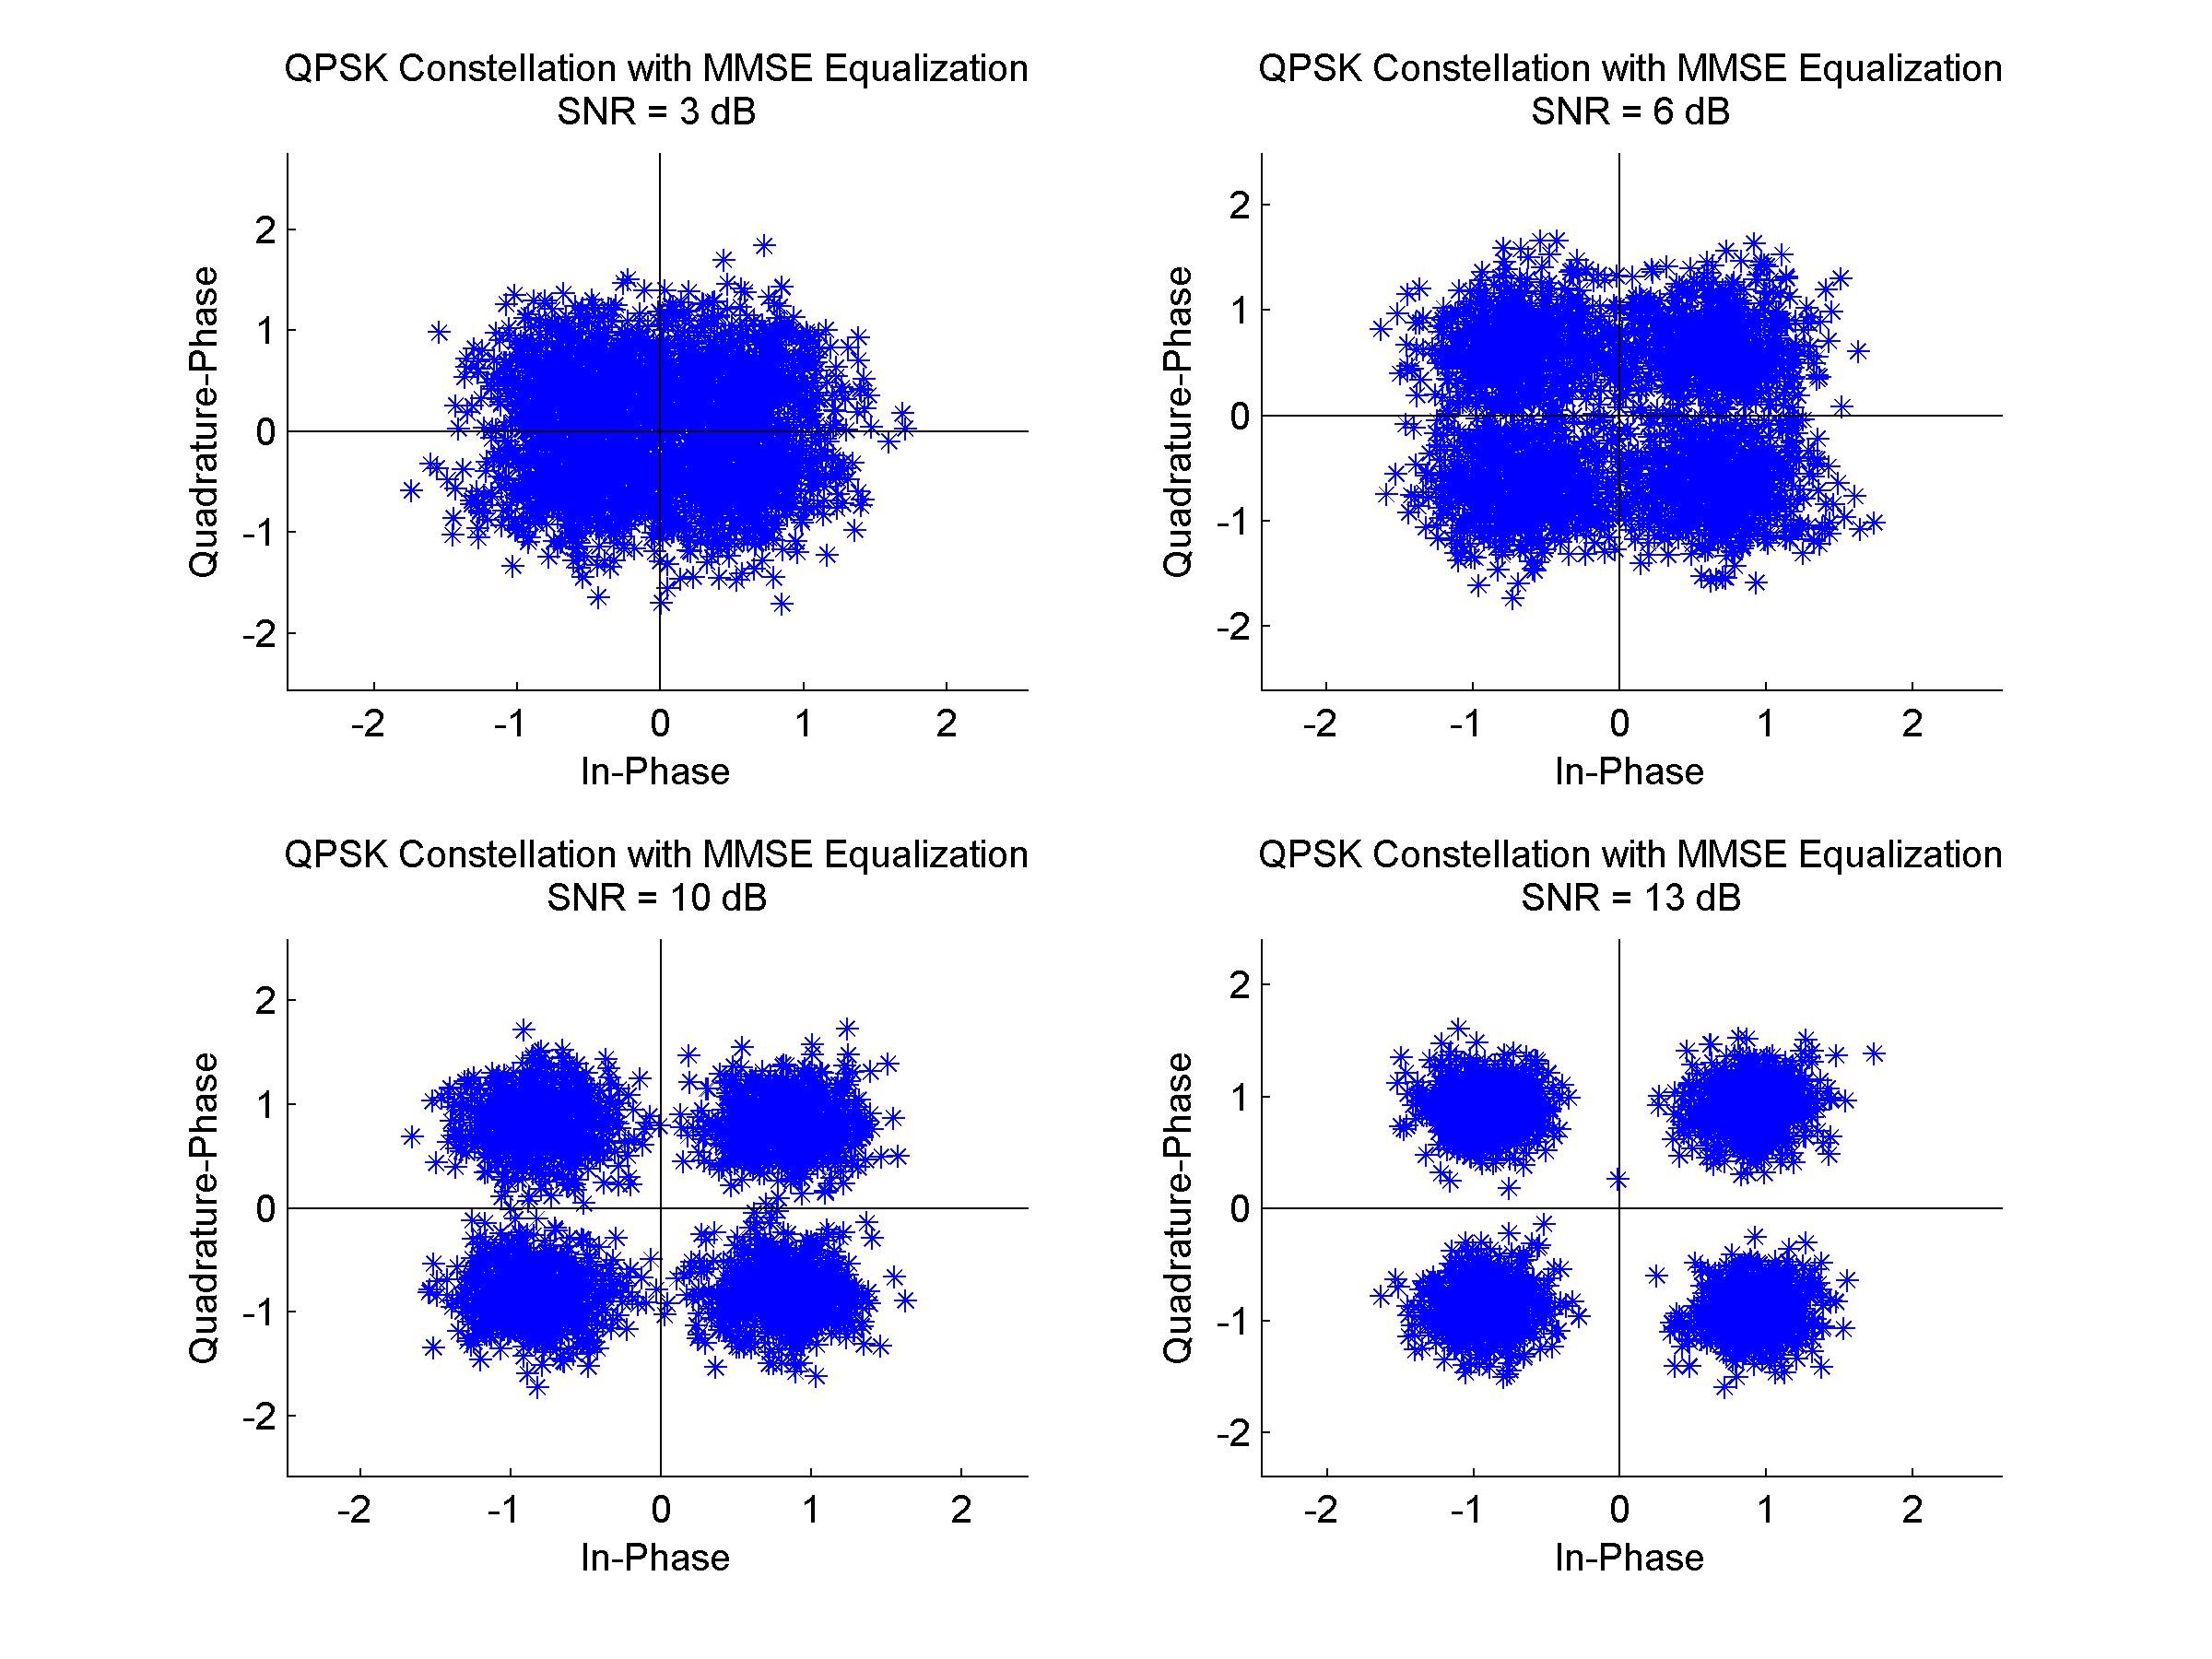 QPSK Constellation with MMSE Equalization
SNR = 3 dB
2
1
0
-1
-2
Quadrature-Phase
-2 -1 0 1 2
In-Phase
QPSK Constellation with MMSE Equalization
SNR = 6 dB
2
1
0
-1
-2
Quadrature-Phase
-2 -1 0 1 2
In-Phase
QPSK Constellation with MMSE Equalization
SNR = 10 dB
2
1
0
-1
-2
Quadrature-Phase
-2 -1 0 1 2
In-Phase
QPSK Constellation with MMSE Equalization
SNR = 13 dB
2
1
0
-1
-2
Quadrature-Phase
-2 -1 0 1 2
In-Phase